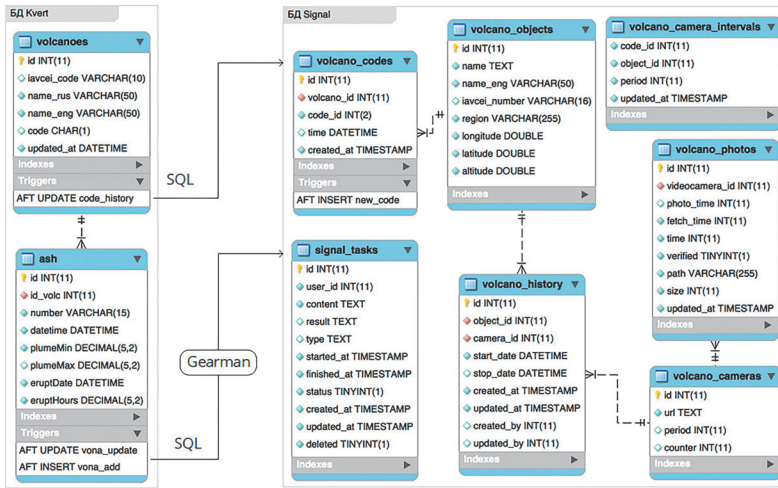 БД Kvert
volcanoes
id INT(11)
iavcei_code VARCHAR(10)
name_rus VARCHAR(50)
name_eng VARCHAR(50)
code CHAR(1)
updated_at DATETIME
Indexes
Triggers
AFT UPDATE code_history
ash
id INT(11)
id_volc INT(11)
number VARCHAR(15)
datetime DATETIME
plumeMin DECIMAL(5,2)
plumeMax DECIMAL(5,2)
eruptDate DATETIME
eruptHours DECIMAL(5,2)
Indexes
Triggers
AFT UPDATE vona_update
AFT INSERT vona_add
SQL
Gearman
SQL
БД Signal
volcano_codes
id INT(11)
volcano_id INT(11)
code_id INT(2)
time DATETIME
created_at TIMESTAMP
Indexes
Triggers
AFT INSERT new_code
signal_tasks
id INT(11)
user_id INT(11)
content TEXT
result TEXT
type TEXT
started_at TIMESTAMP
finished_at TIMESTAMP
status TINYINT(1)
created_at TIMESTAMP
updated_at TIMESTAMP
deleted TINYINT(1)
Indexes
volcano_objects
id INT(11)
name TEXT
name_eng VARCHAR(50)
iavcei_number VARCHAR(16)
region VARCHAR(255)
longitude DOUBLE
latitude DOUBLE
altitude DOUBLE
Indexes
volcano_history
id INT(11)
object_id INT(11)
camera_id INT(11)
start_date DATETIME
stop_date DATETIME
created_at TIMESTAMP
updated_at TIMESTAMP
created_by INT(11)
updated_by INT(11)
Indexes
volcano_camera_intervals
code_id INT(11)
object_id INT(11)
period INT(11)
updated_at TIMESTAMP
Indexes
volcano_photos
id INT(11)
videocamera_id INT(11)
photo_time INT(11)
fetch_time INT(11)
time INT(11)
verified TINYINT(1)
path VARCHAR(255)
size INT(11)
updated_at TIMESTAMP
Indexes
volcano_cameras
id INT(11)
url TEXT
period INT(11)
counter INT(11)
Indexes